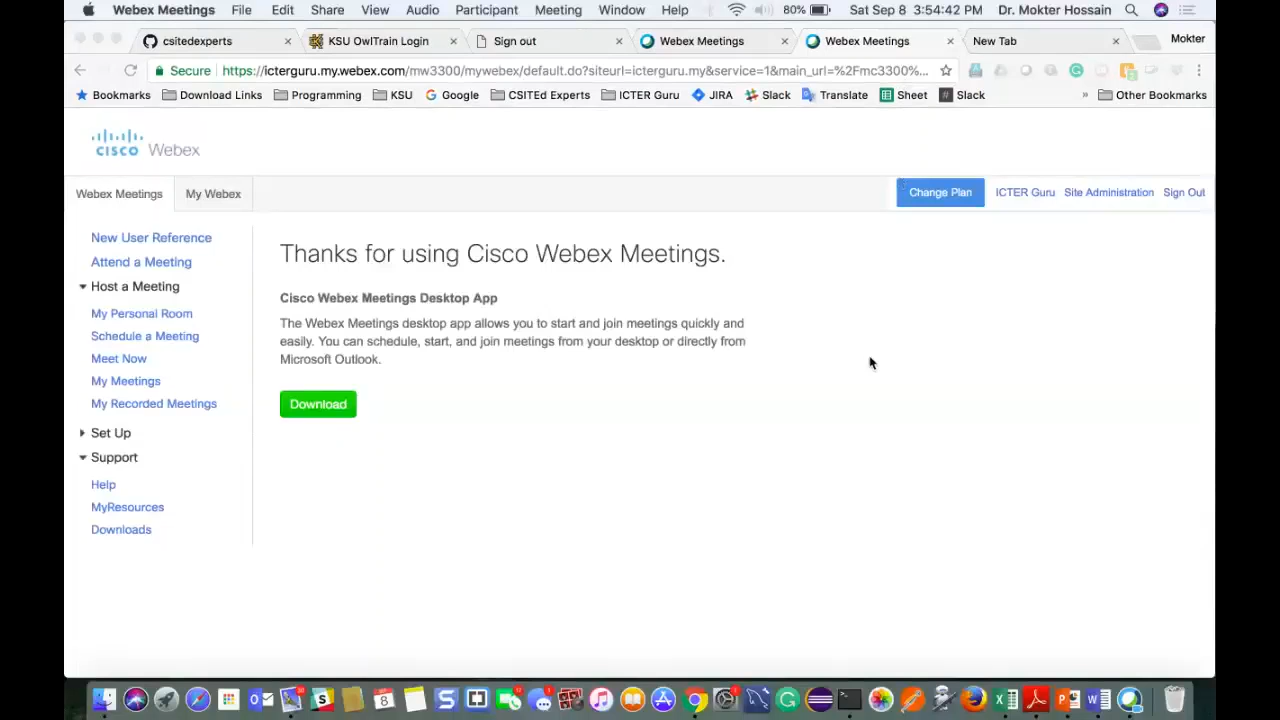 Webex Meetings File Edit Share View Audio Participant Meeting Window Help 80% Sat Sep 8 3:54:42 PM Dr. Mokter Hossain
csitedexperts KSU OwlTrain Login Sign out Webex Meetings Webex Meetings New Tab Mokter
Secure https://icterguru.my.webex.com/mw3300/mywebex/default.do?siteurl=icterguru.my&service=1&main_url=%2Fmc3300%...
Bookmarks Download Links Programming KSU Google CSITEd Experts ICTER Guru JIRA Slack Translate Sheet # Slack » Other Bookmarks
CISCO Webex
Webex Meetings My Webex Change Plan ICTER Guru Site Administration Sign Out
New User Reference
Attend a Meeting
Host a Meeting
My Personal Room
Schedule a Meeting
Meet Now
My Meetings
My Recorded Meetings
Set Up
Support
Help
MyResources
Downloads
Thanks for using Cisco Webex Meetings.
Cisco Webex Meetings Desktop App
The Webex Meetings desktop app allows you to start and join meetings quickly and
easily. You can schedule, start, and join meetings from your desktop or directly from
Microsoft Outlook.
Download